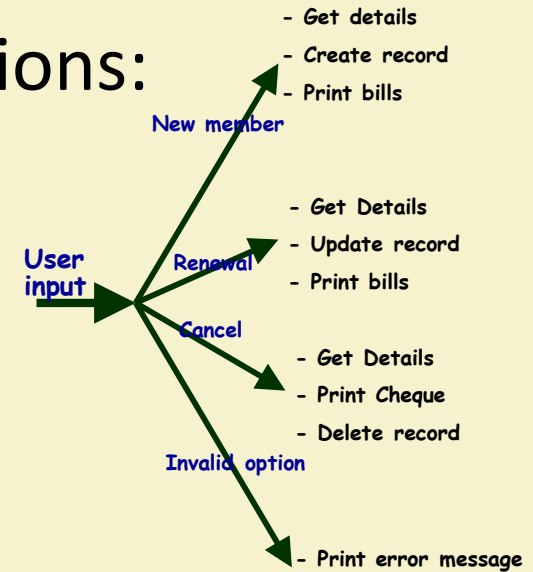 ions:
- Get details
- Create record
- Print bills
New member
- Get Details
- Update record
- Print bills
User
input
Renewal
Cancel
- Get Details
- Print Cheque
- Delete record
Invalid option
- Print error message